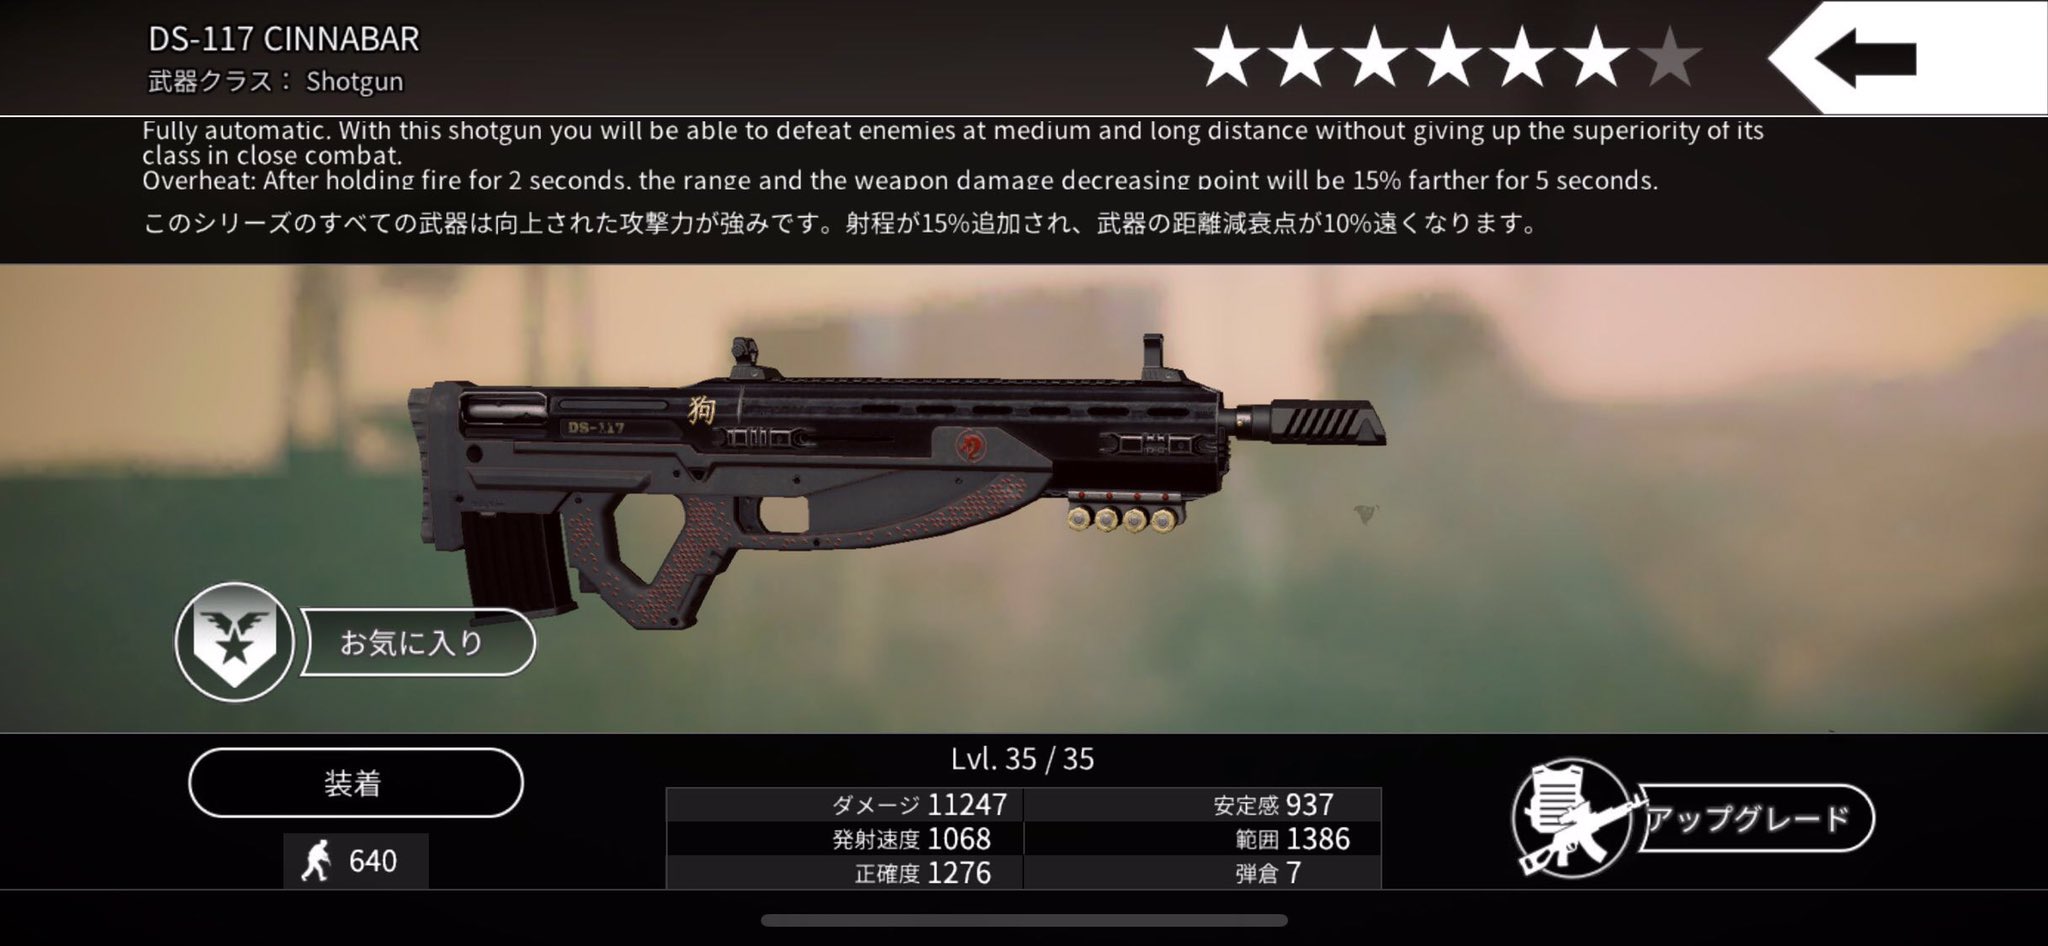 DS-117 CINNABAR
武器クラス： Shotgun
Fully automatic. With this shotgun you will be able to defeat enemies at medium and long distance without giving up the superiority of its
class in close combat.
Overheat: After holding fire for 2 seconds, the range and the weapon damage decreasing point will be 15% farther for 5 seconds.
このシリーズのすべての武器は向上された攻撃力が強みです。射程が15%追加され、武器の距離減衰点が10%遠くなります。
狗
DS-117
お気に入り
装着
640
Lvl. 35 / 35
ダメージ 11247 安定感 937
発射速度 1068 範囲 1386
正確度 1276 弾倉 7
アップグレード